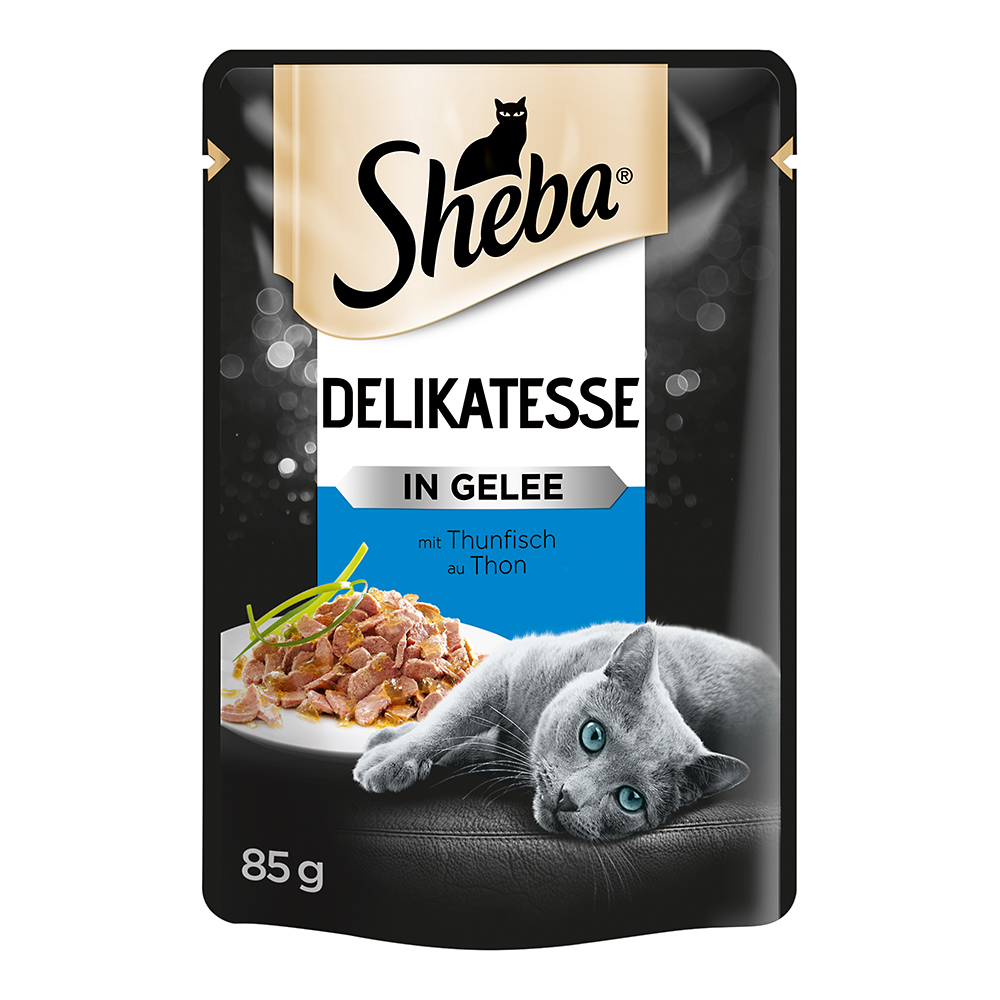 Sheba®
DELIKATESSE
IN GELEE
mit Thunfisch
au Thon
85 g